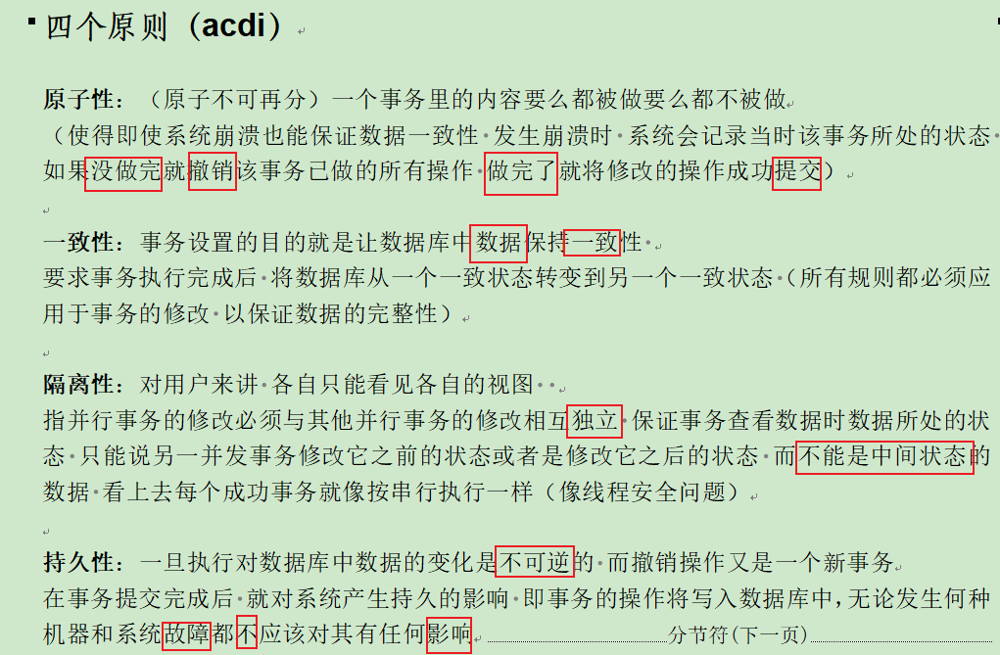 四个原则（acdi）
原子性：（原子不可再分）一个事务里的内容要么都被做要么都不被做
（使得即使系统崩溃也能保证数据一致性 发生崩溃时 系统会记录当时该事务所处的状态
如果没做完就撤销该事务已做的所有操作 做完了就将修改的操作成功提交）
一致性：事务设置的目的就是让数据库中数据保持一致性
要求事务执行完成后 将数据库从一个一致状态转变到另一个一致状态（所有规则都必须应
用于事务的修改 以保证数据的完整性）
隔离性：对用户来讲 各自只能看见各自的视图
指并行事务的修改必须与其他并行事务的修改相互独立 保证事务查看数据时数据所处的状
态 只能说另一并发事务修改它之前的状态或者是修改它之后的状态 而不能是中间状态的
数据 看上去每个成功事务就像按串行执行一样（像线程安全问题）
持久性：一旦执行对数据库中数据的变化是不可逆的 而撤销操作又是一个新事务
在事务提交完成后 就对系统产生持久的影响 即事务的操作将写入数据库中,无论发生何种
机器和系统故障都不应该对其有任何影响 分节符(下一页)